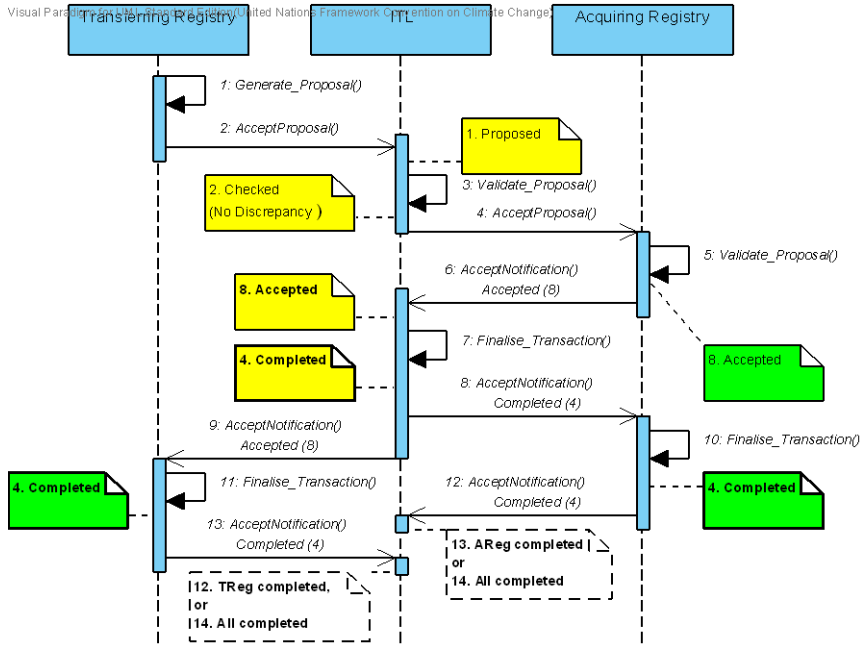 Visual Paradigm for UML Standard Edition(United Nations Framework Convention on Climate Change)
Transierring Registry
ITL
Acquiring Registry
1: Generate_Proposal()
2: AcceptProposal()
1. Proposed
2. Checked
(No Discrepancy )
3: Validate_Proposal()
4: AcceptProposal()
5: Validate_Proposal()
6: AcceptNotification()
Accepted (8)
8. Accepted
7: Finalise_Transaction()
8. Accepted
4. Completed
8: AcceptNotification()
Completed (4)
9: AcceptNotification()
Accepted (8)
10: Finalise_Transaction()
4. Completed
11: Finalise_Transaction()
12: AcceptNotification()
Completed (4)
4. Completed
13: AcceptNotification()
Completed (4)
13. AReg completed
or
14. All completed
12. TReg completed,
or
14. All completed